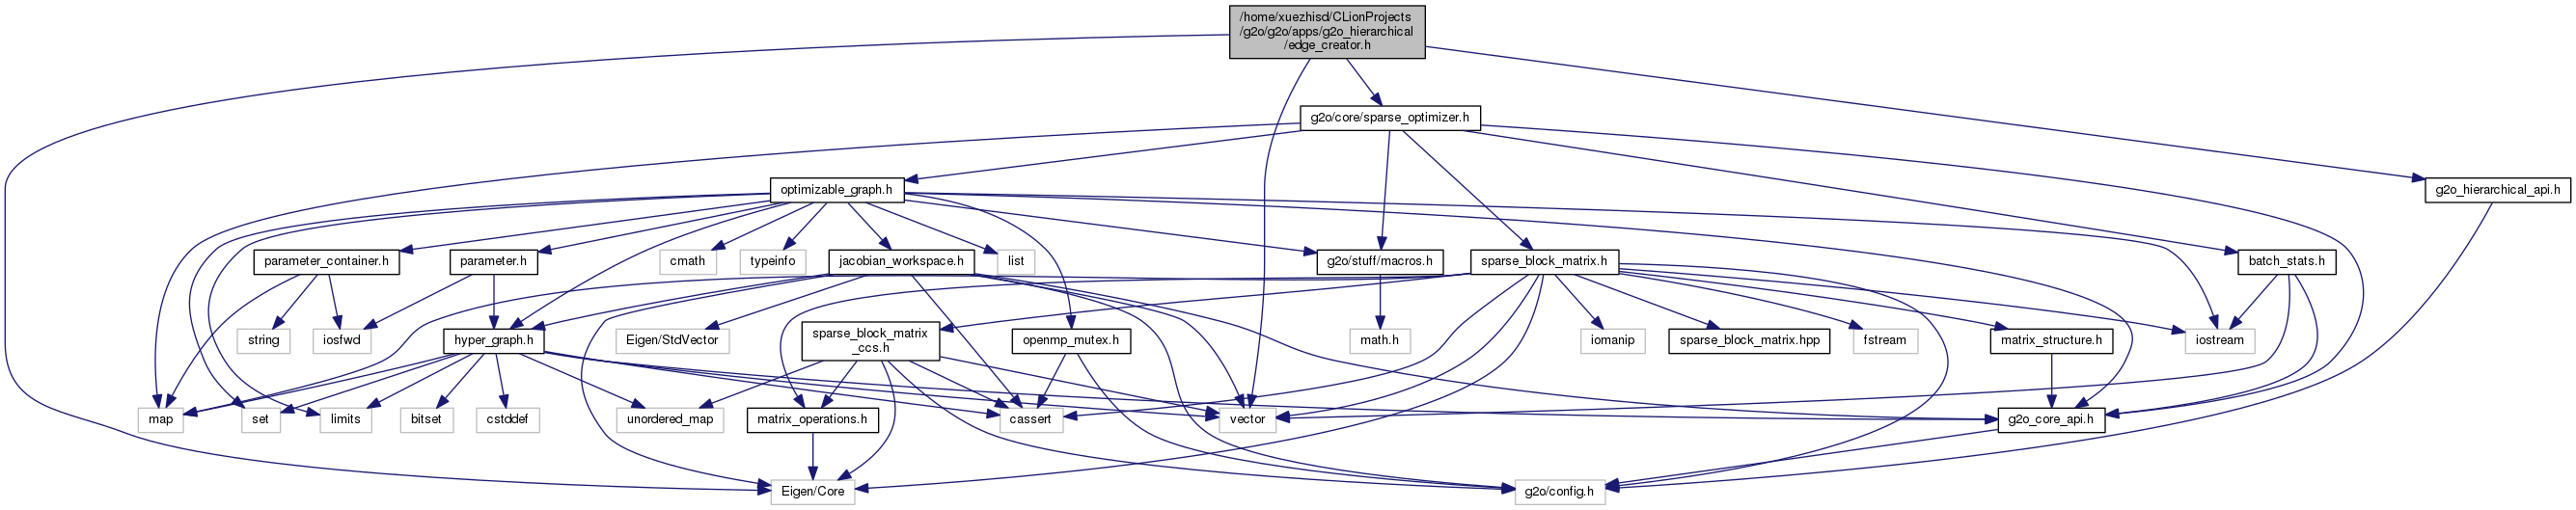 /home/xuezhisd/CLionProjects
/g2o/g2o/apps/g2o_hierarchical
/edge_creator.h
g2o/core/sparse_optimizer.h
optimizable_graph.h
g2o_hierarchical_api.h
parameter_container.h
parameter.h
cmath
typeinfo
jacobian_workspace.h
list
g2o/stuff/macros.h
sparse_block_matrix.h
batch_stats.h
string
iosfwd
hyper_graph.h
Eigen/StdVector
sparse_block_matrix
_ccs.h
openmp_mutex.h
math.h
iomanip
sparse_block_matrix.hpp
fstream
matrix_structure.h
iostream
map
set
limits
bitset
cstddef
unordered_map
matrix_operations.h
cassert
vector
g2o_core_api.h
Eigen/Core
g2o/config.h